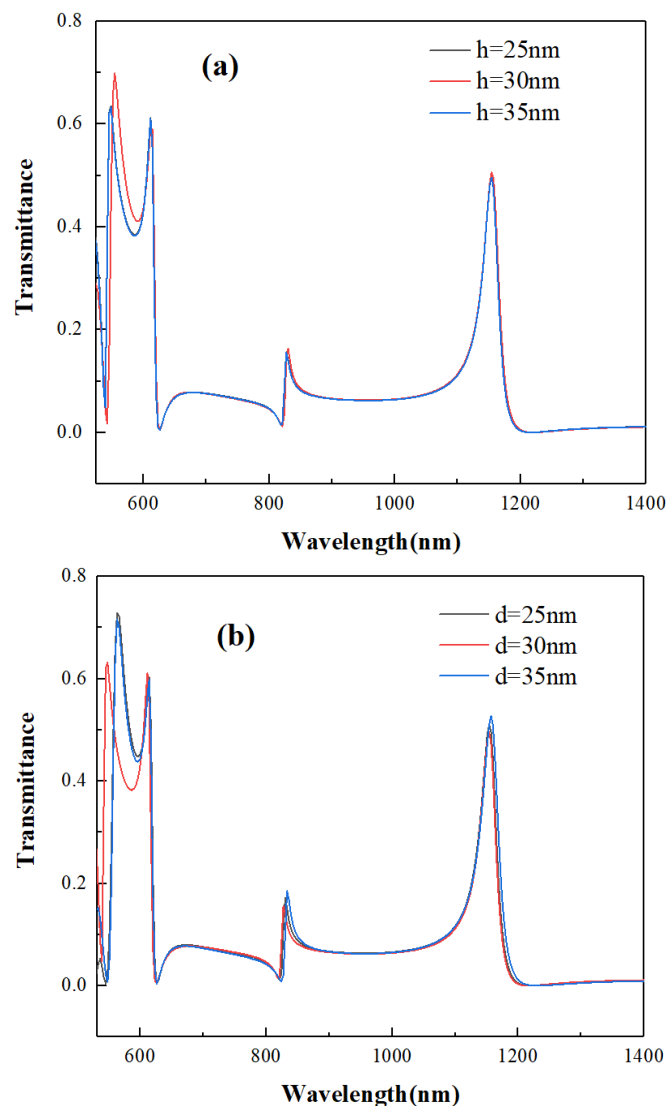 0.8
(a)
h=25nm
h=30nm
h=35nm
0.6
0.4
0.2
0.0
Transmittance
600
800
1000
1200
1400
Wavelength(nm)
0.8
(b)
d=25nm
d=30nm
d=35nm
0.6
0.4
0.2
0.0
Transmittance
600
800
1000
1200
1400
Wavelength(nm)